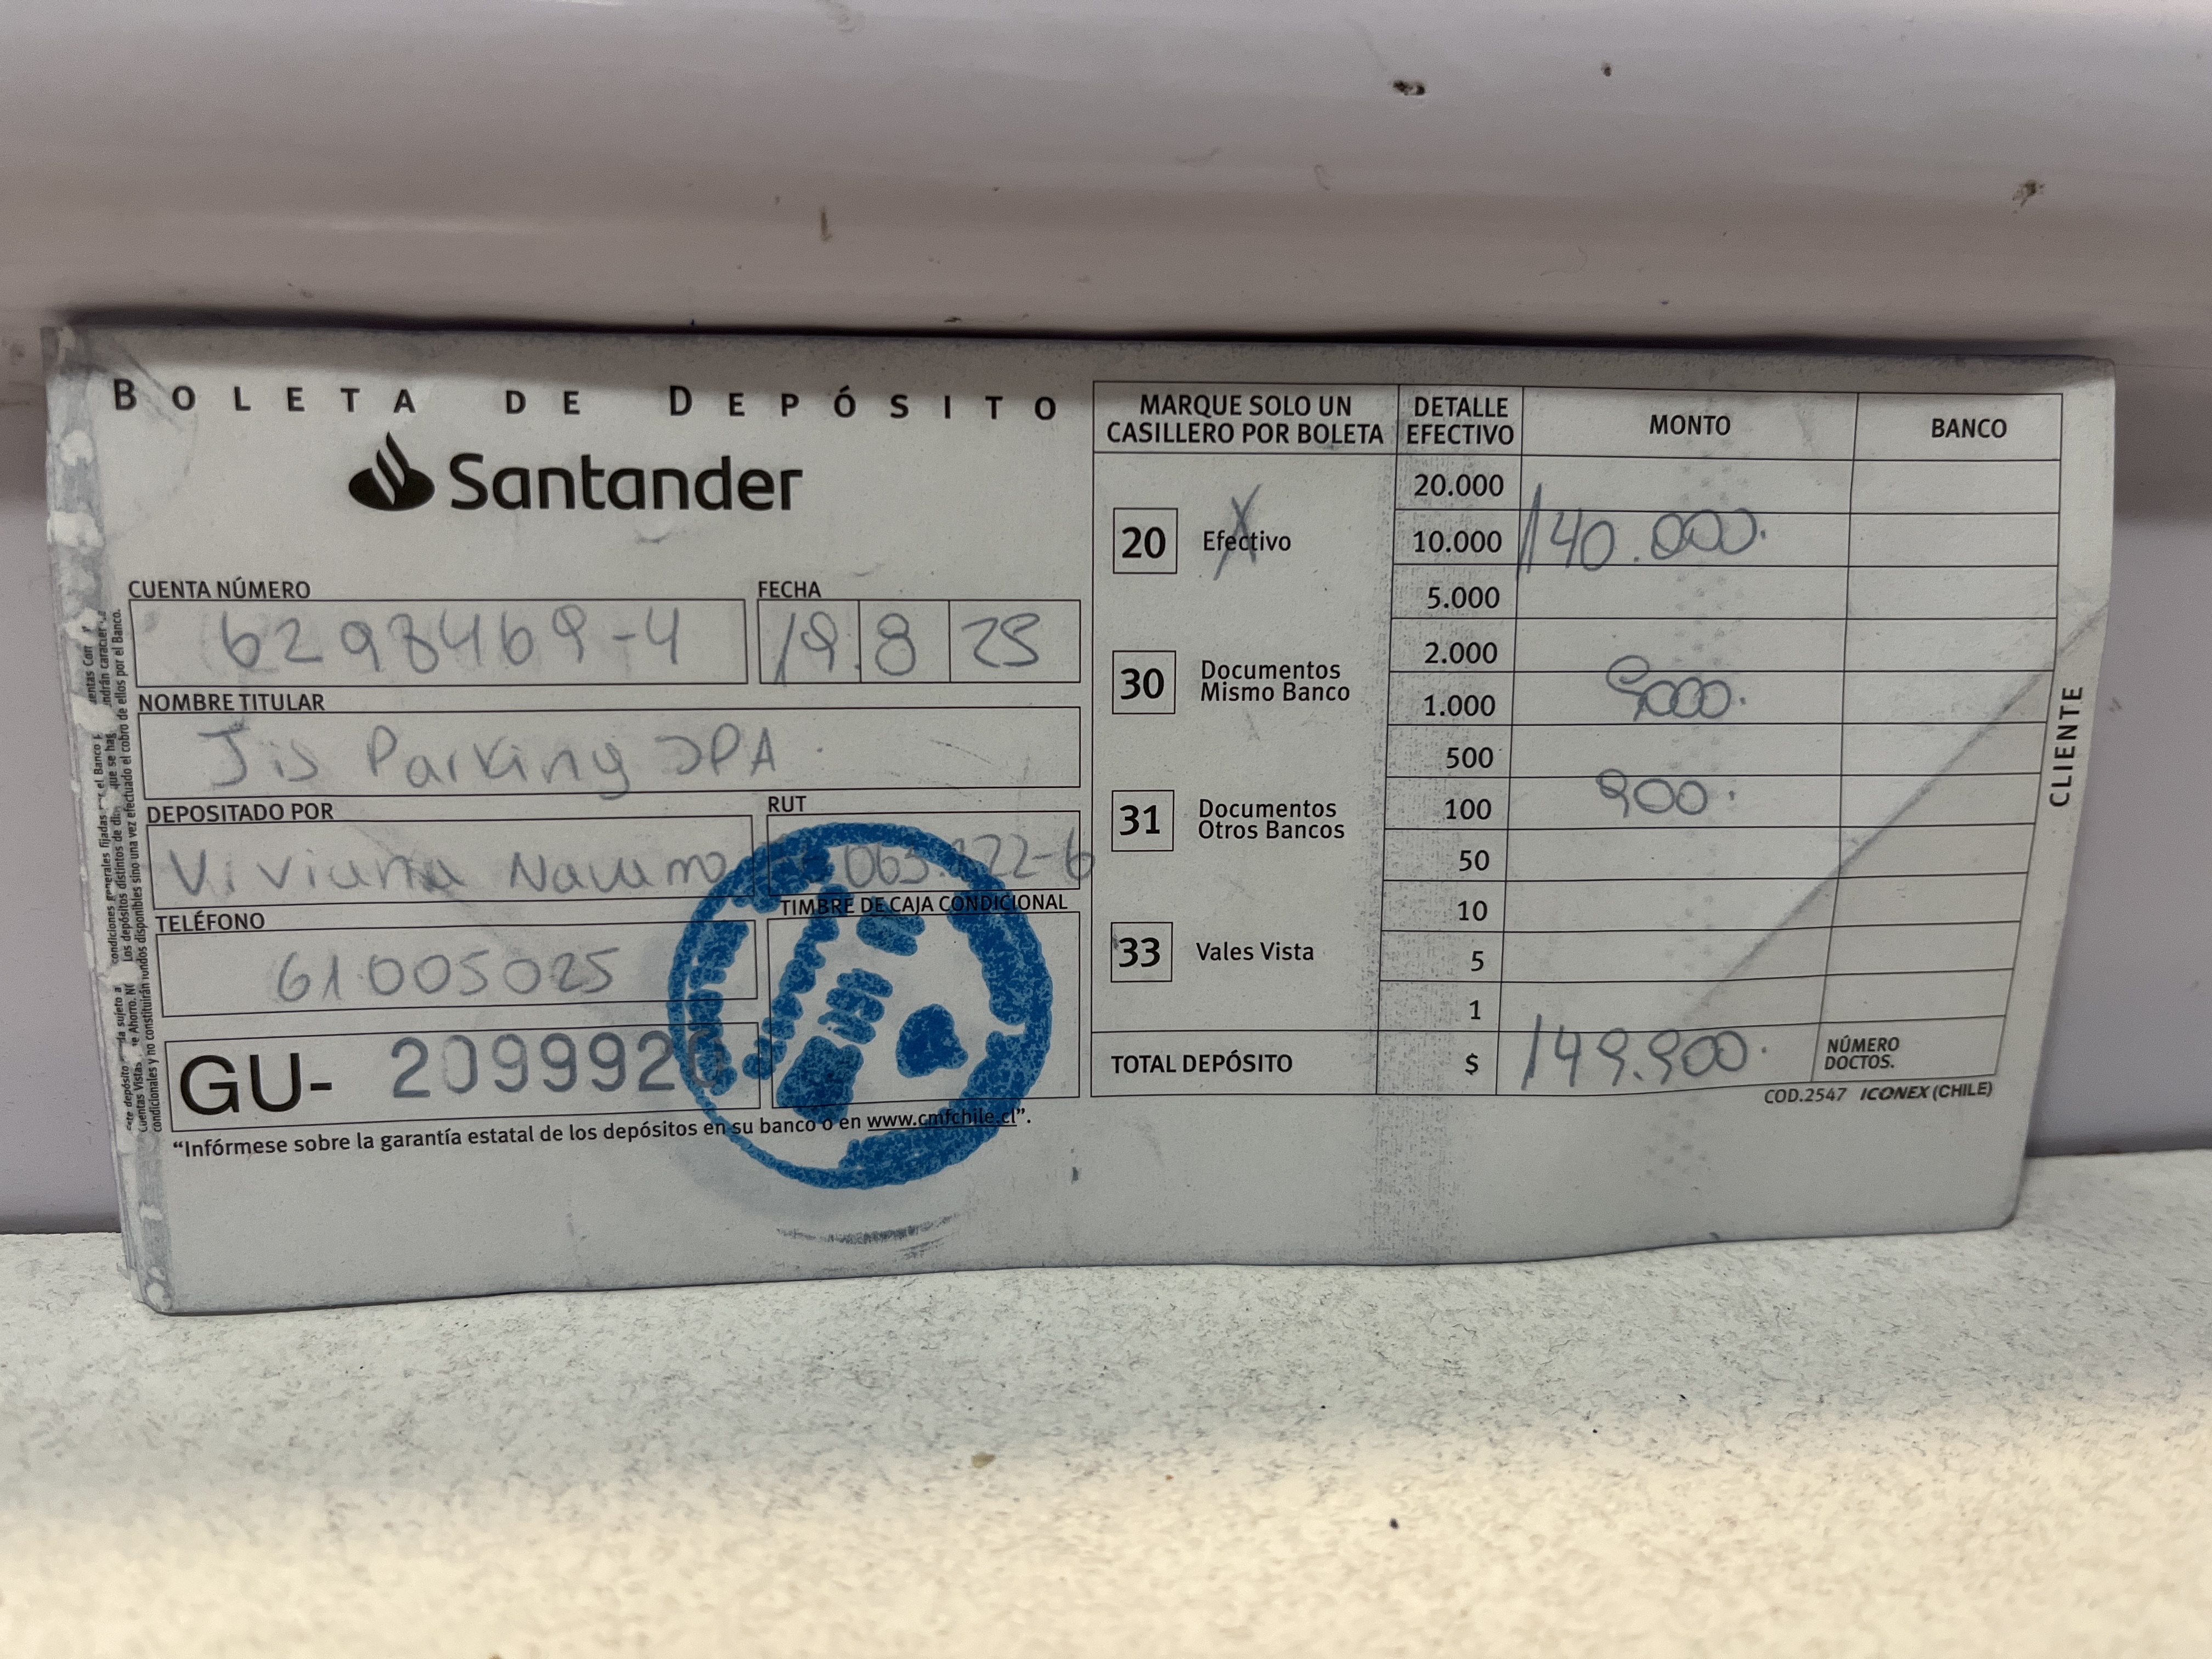 BOLETA DE DEPÓSITO
Santander
CUENTA NÚMERO
6298469-4
FECHA
19 8 25
NOMBRE TITULAR
Jis Parking SPA
DEPOSITADO POR
Viviana Navarro
RUT
063. 22-6
TELÉFONO
61005025
TIMBRE DE CAJA CONDICIONAL
GU- 2099920
“Infórmese sobre la garantía estatal de los depósitos en su banco o en www.cmfchile.cl”.
MARQUE SOLO UN CASILLERO POR BOLETA
20 Efectivo X
30 Documentos Mismo Banco
31 Documentos Otros Bancos
33 Vales Vista
DETALLE EFECTIVO MONTO BANCO
20.000
10.000 140.000.
5.000
2.000
1.000 9000.
500
100 900.
50
10
5
1
TOTAL DEPÓSITO $ 149.900.
NÚMERO DOCTOS.
COD.2547 ICONEX (CHILE)
CLIENTE